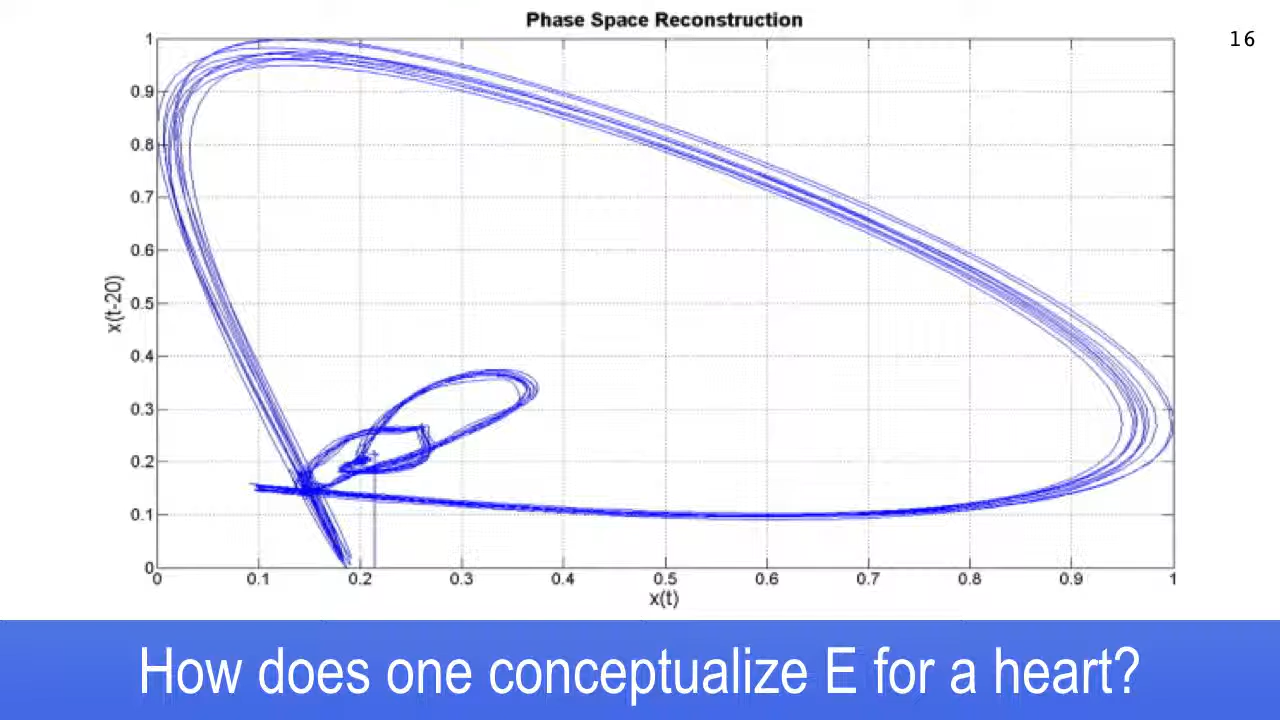 Phase Space Reconstruction
16
1
0.9
0.8
0.7
0.6
0.5
0.4
0.3
0.2
0.1
0
x(t-20)
0 0.1 0.2 0.3 0.4 0.5 0.6 0.7 0.8 0.9 1
x(t)
How does one conceptualize E for a heart?